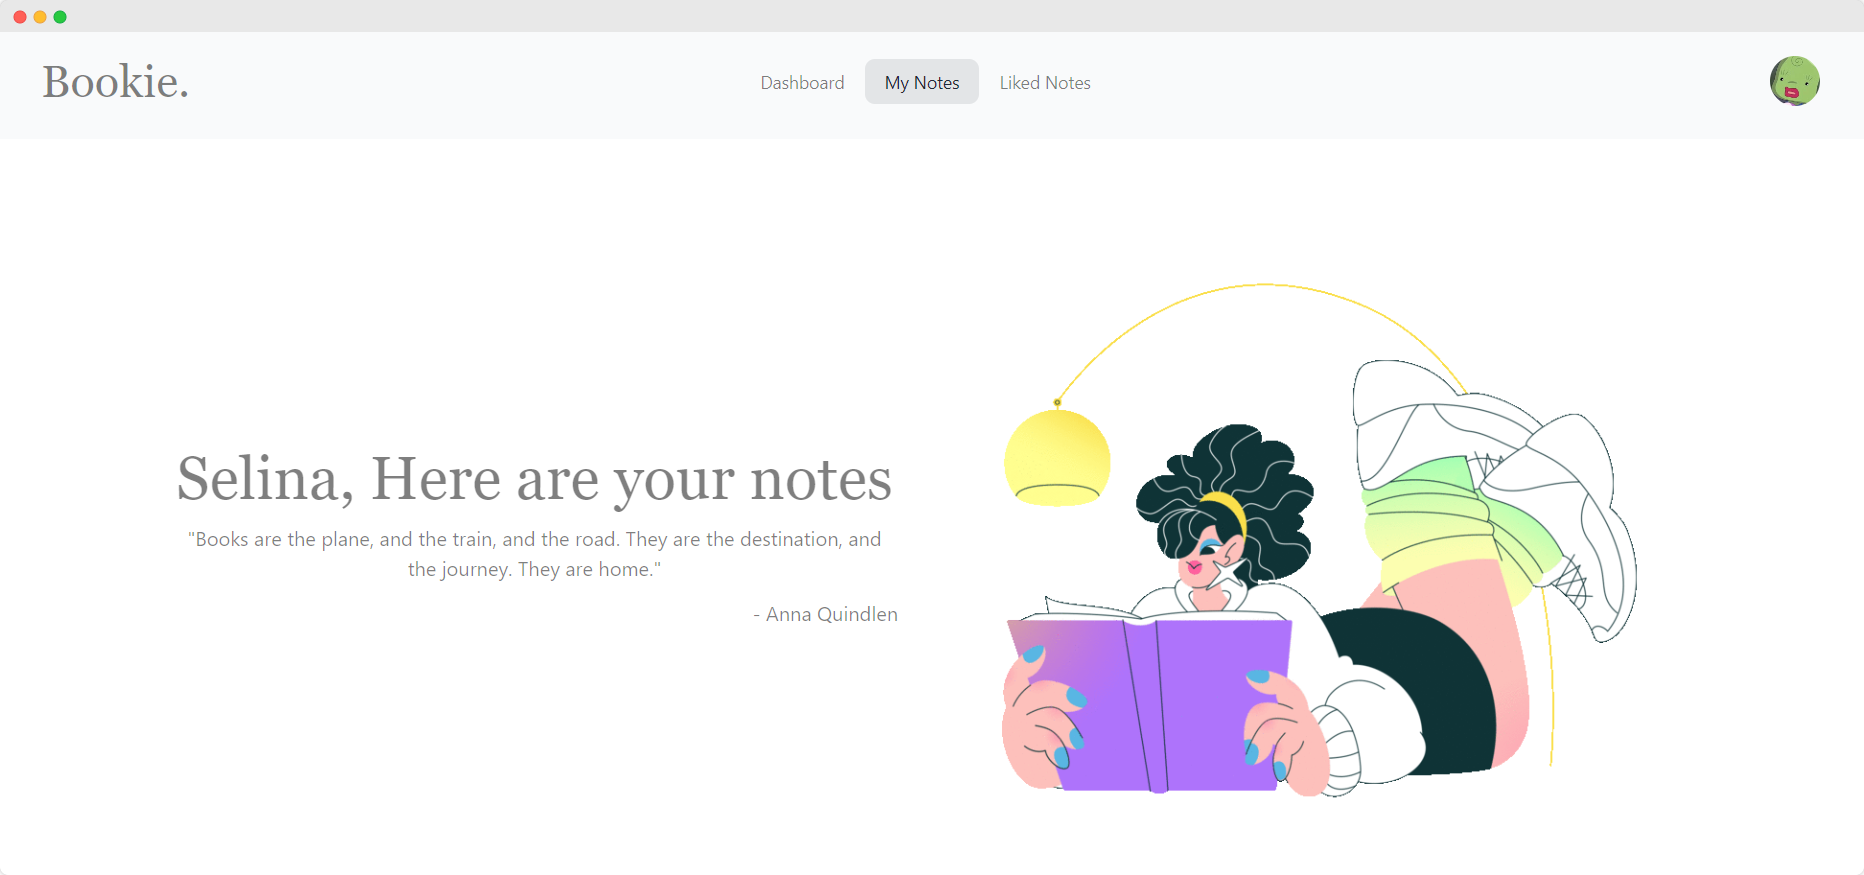 Bookie.
Dashboard
My Notes
Liked Notes
Selina, Here are your notes
"Books are the plane, and the train, and the road. They are the destination, and
the journey. They are home."
- Anna Quindlen